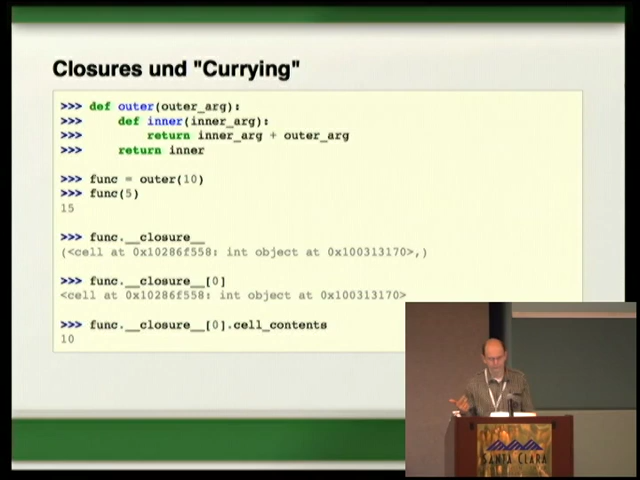 Closures und "Currying"
>>> def outer(outer_arg):
>>>     def inner(inner_arg):
>>>         return inner_arg + outer_arg
>>>     return inner
>>> func = outer(10)
>>> func(5)
15
>>> func.__closure__
(<cell at 0x10286f558: int object at 0x100313170>,)
>>> func.__closure__[0]
<cell at 0x10286f558: int object at 0x100313170>
>>> func.__closure__[0].cell_contents
10
SANTA CLARA